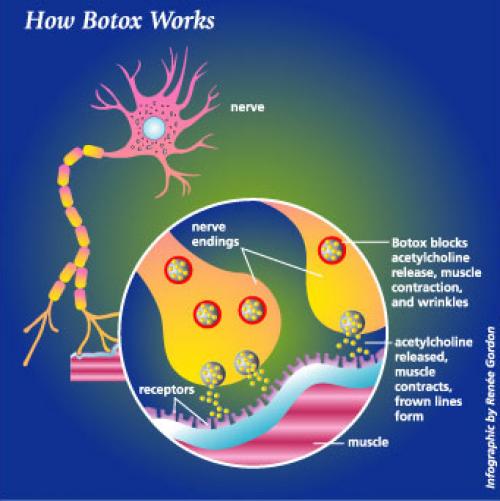 How Botox Works
nerve
nerve
endings
Botox blocks
acetylcholine
release, muscle
contraction,
and wrinkles
acetylcholine
released,
muscle
contracts,
frown lines
form
receptors
muscle
Infographic by Renée Gordon